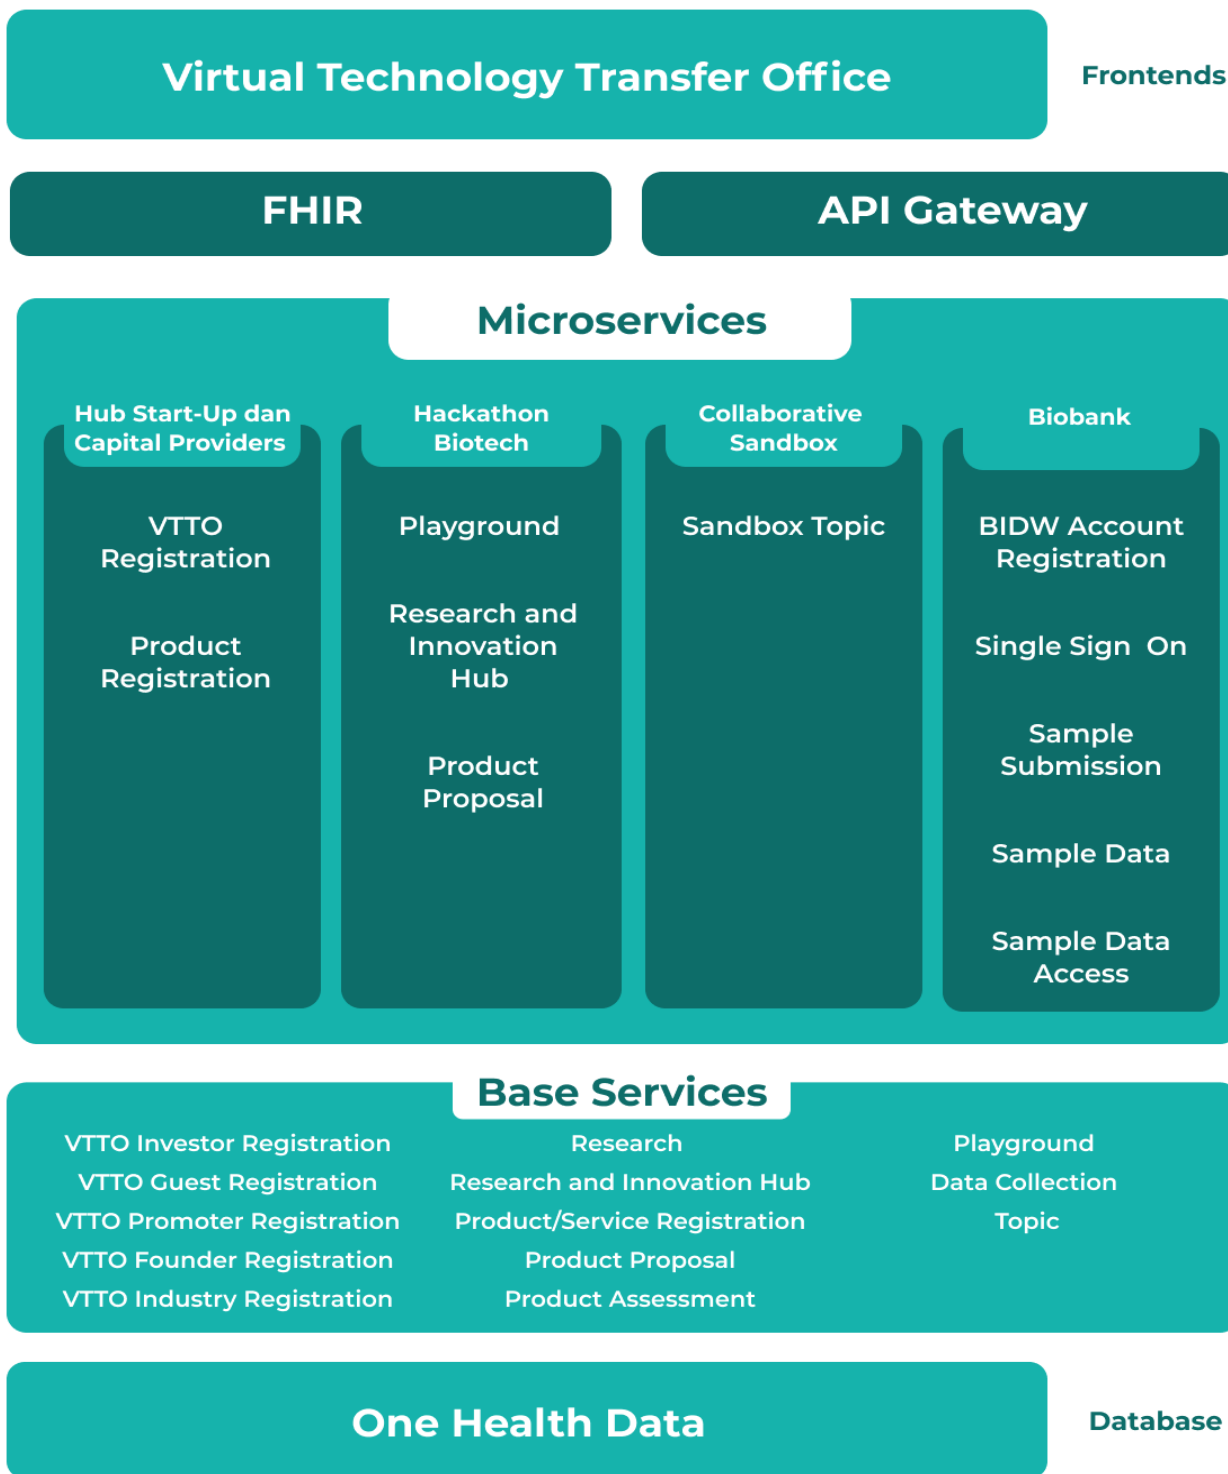 Virtual Technology Transfer Office
Frontends
FHIR
API Gateway
Microservices
Hub Start-Up dan
Capital Providers
VTTO
Registration
Product
Registration
Hackathon
Biotech
Playground
Research and
Innovation
Hub
Product
Proposal
Collaborative
Sandbox
Sandbox Topic
Biobank
BIDW Account
Registration
Single Sign On
Sample
Submission
Sample Data
Sample Data
Access
Base Services
VTTO Investor Registration
VTTO Guest Registration
VTTO Promoter Registration
VTTO Founder Registration
VTTO Industry Registration
Research
Research and Innovation Hub
Product/Service Registration
Product Proposal
Product Assessment
Playground
Data Collection
Topic
One Health Data
Database